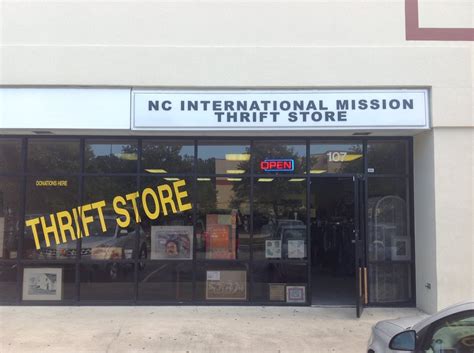 NC INTERNATIONAL MISSION
THRIFT STORE
OPEN
107
DONATIONS HERE
THRIFT STORE